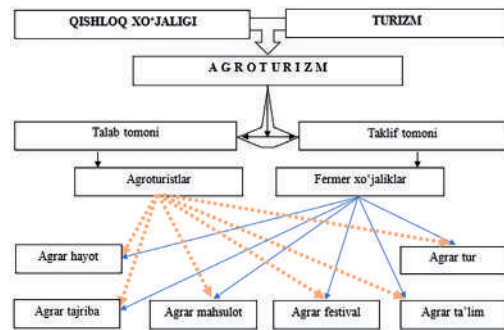 QISHLOQ XO‘JALIGI
TURIZM
A G R O T U R I Z M
Talab tomoni
Taklif tomoni
Agroturistlar
Fermer xo’jaliklar
Agrar hayot
Agrar tur
Agrar tajriba
Agrar mahsulot
Agrar festival
Agrar ta’lim